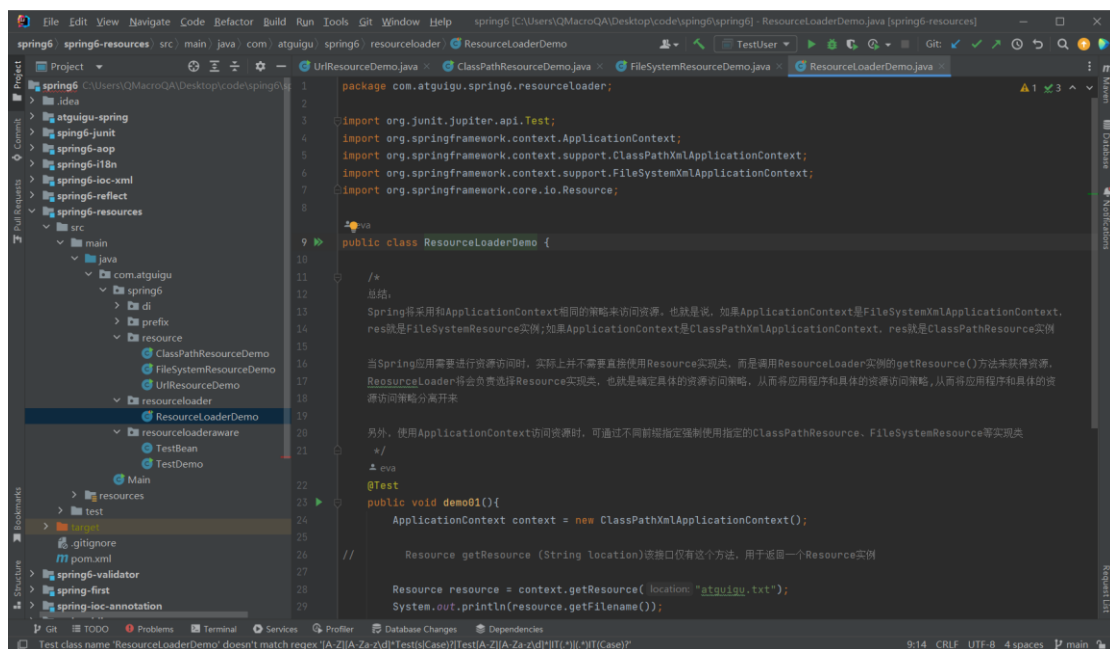 File Edit View Navigate Code Refactor Build Run Tools Git Window Help spring6 [C:\Users\QMacroQA\Desktop\code\sping6\spring6] - ResourceLoaderDemo.java [spring6-resources]
spring6 spring6-resources src main java com atguigu spring6 resourceloader ResourceLoaderDemo TestUser Git:
Project UrlResourceDemo.java ClassPathResourceDemo.java FileSystemResourceDemo.java ResourceLoaderDemo.java
spring6 C:\Users\QMacroQA\Desktop\code\sping6\s
.idea
atguigu-spring
sping6-junit
spring6-aop
spring6-i18n
spring6-ioc-xml
spring6-reflect
spring6-resources
src
main
java
com.atguigu
spring6
di
prefix
resource
ClassPathResourceDemo
FileSystemResourceDemo
UrlResourceDemo
resourceloader
ResourceLoaderDemo
resourceloaderaware
TestBean
TestDemo
Main
resources
test
target
.gitignore
pom.xml
spring6-validator
spring-first
spring-ioc-annotation
1 package com.atguigu.spring6.resourceloader;
2
3 import org.junit.jupiter.api.Test;
4 import org.springframework.context.ApplicationContext;
5 import org.springframework.context.support.ClassPathXmlApplicationContext;
6 import org.springframework.context.support.FileSystemXmlApplicationContext;
7 import org.springframework.core.io.Resource;
8
eva
9 public class ResourceLoaderDemo {
10
11 /*
12 总结:
13 Spring将采用和ApplicationContext相同的策略来访问资源。也就是说，如果ApplicationContext是FileSystemXmlApplicationContext,
14 res就是FileSystemResource实例;如果ApplicationContext是ClassPathXmlApplicationContext, res就是ClassPathResource实例
15
16 当Spring应用需要进行资源访问时，实际上并不需要直接使用Resource实现类，而是调用ResourceLoader实例的getResource()方法来获得资源，
17 ReosurceLoader将会负责选择Resource实现类，也就是确定具体的资源访问策略，从而将应用程序和具体的资源访问策略,从而将应用程序和具体的资
18 源访问策略分离开来
19
20 另外，使用ApplicationContext访问资源时，可通过不同前缀指定强制使用指定的ClassPathResource、FileSystemResource等实现类
21 */
eva
22 @Test
23 public void demo01(){
24 ApplicationContext context = new ClassPathXmlApplicationContext();
25
26 // Resource getResource (String location)该接口仅有这个方法，用于返回一个Resource实例
27
28 Resource resource = context.getResource( location: "atguigu.txt");
29 System.out.println(resource.getFilename());
1 3
Project
Commit
Pull Requests
Bookmarks
Structure
Maven
Database
Notifications
Request List
Git TODO Problems Terminal Services Profiler Database Changes Dependencies
Test class name 'ResourceLoaderDemo' doesn't match regex '[A-Z][A-Za-z\d]*Test(s|Case)?|Test[A-Z][A-Za-z\d]*|IT(.*)|(.*)IT(Case)?' 9:14 CRLF UTF-8 4 spaces main